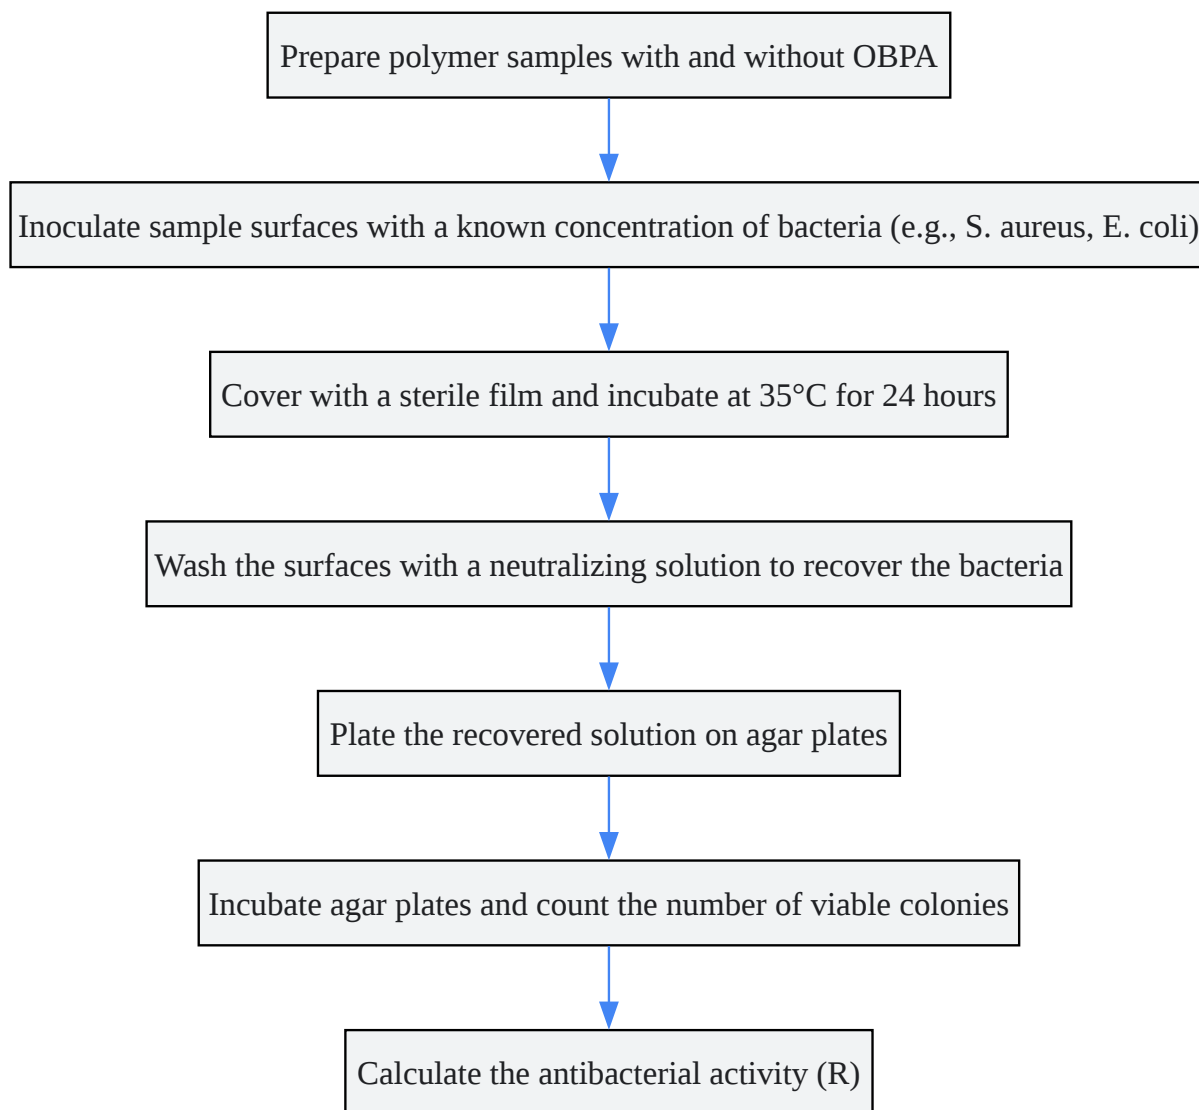 Prepare polymer samples with and without OBPA
Inoculate sample surfaces with a known concentration of bacteria (e.g., S. aureus, E. coli)
Cover with a sterile film and incubate at 35°C for 24 hours
Wash the surfaces with a neutralizing solution to recover the bacteria
Plate the recovered solution on agar plates
Incubate agar plates and count the number of viable colonies
Calculate the antibacterial activity (R)